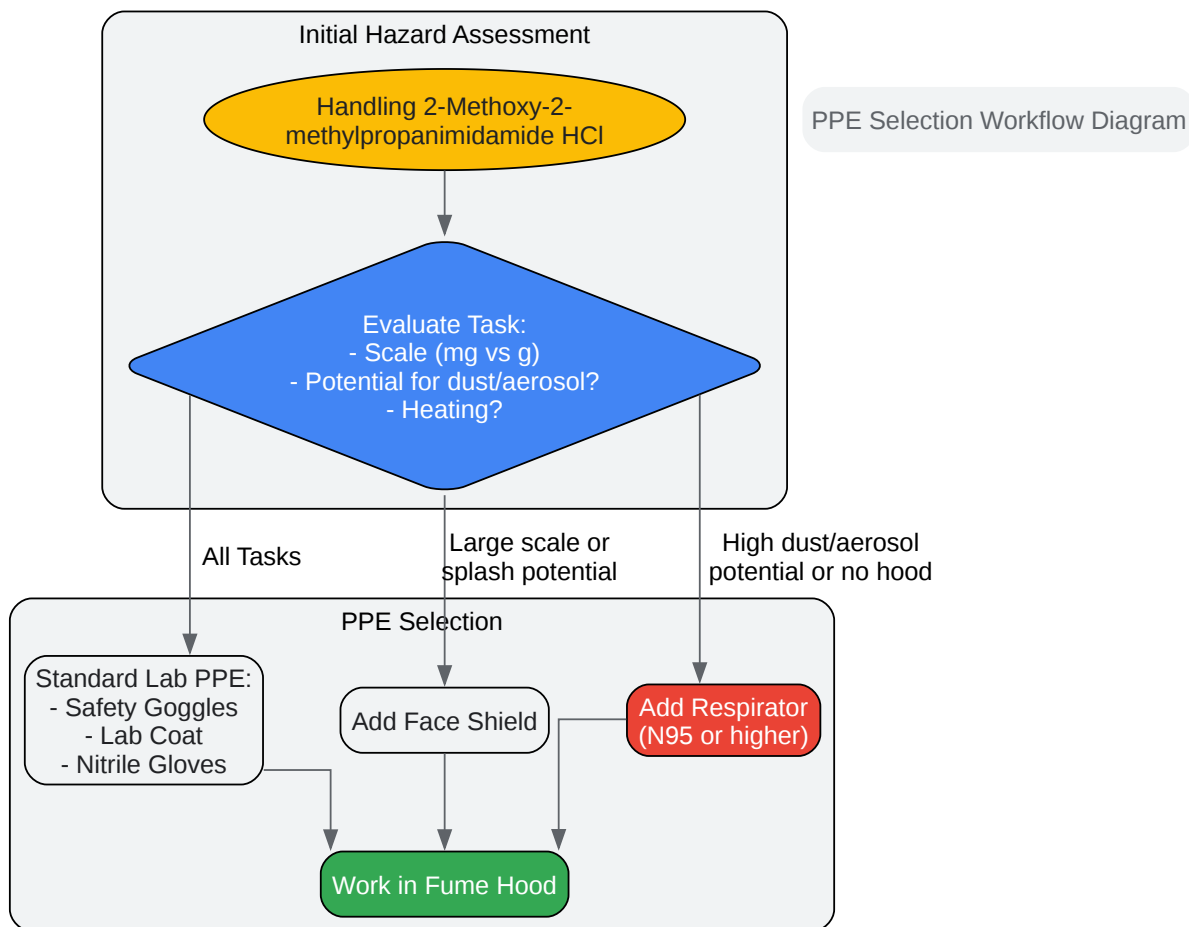 Initial Hazard Assessment
Handling 2-Methoxy-2-
methylpropanimidamide HCl
PPE Selection Workflow Diagram
Evaluate Task:
- Scale (mg vs g)
- Potential for dust/aerosol?
- Heating?
All Tasks
Large scale or
splash potential
High dust/aerosol
potential or no hood
PPE Selection
Standard Lab PPE:
- Safety Goggles
- Lab Coat
- Nitrile Gloves
Add Face Shield
Add Respirator
(N95 or higher)
Work in Fume Hood